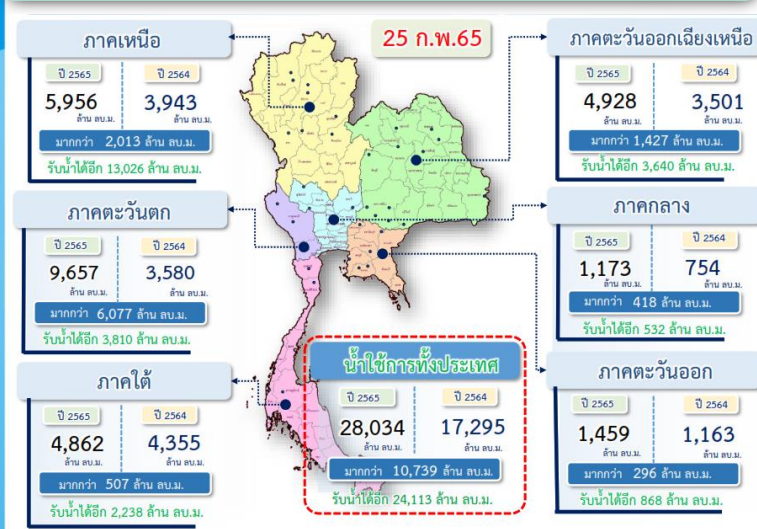 25 ก.พ.65
ภาคเหนือ
ปี 2565 ปี 2564
5,956 3,943
ล้าน ลบ.ม. ล้าน ลบ.ม.
มากกว่า 2,013 ล้าน ลบ.ม.
รับน้ำได้อีก 13,026 ล้าน ลบ.ม.
ภาคตะวันออกเฉียงเหนือ
ปี 2565 ปี 2564
4,928 3,501
ล้าน ลบ.ม. ล้าน ลบ.ม.
มากกว่า 1,427 ล้าน ลบ.ม.
รับน้ำได้อีก 3,640 ล้าน ลบ.ม.
ภาคตะวันตก
ปี 2565 ปี 2564
9,657 3,580
ล้าน ลบ.ม. ล้าน ลบ.ม.
มากกว่า 6,077 ล้าน ลบ.ม.
รับน้ำได้อีก 3,810 ล้าน ลบ.ม.
ภาคกลาง
ปี 2565 ปี 2564
1,173 754
ล้าน ลบ.ม. ล้าน ลบ.ม.
มากกว่า 418 ล้าน ลบ.ม.
รับน้ำได้อีก 532 ล้าน ลบ.ม.
ภาคใต้
ปี 2565 ปี 2564
4,862 4,355
ล้าน ลบ.ม. ล้าน ลบ.ม.
มากกว่า 507 ล้าน ลบ.ม.
รับน้ำได้อีก 2,238 ล้าน ลบ.ม.
น้ำใช้การทั้งประเทศ
ปี 2565 ปี 2564
28,034 17,295
ล้าน ลบ.ม. ล้าน ลบ.ม.
มากกว่า 10,739 ล้าน ลบ.ม.
รับน้ำได้อีก 24,113 ล้าน ลบ.ม.
ภาคตะวันออก
ปี 2565 ปี 2564
1,459 1,163
ล้าน ลบ.ม. ล้าน ลบ.ม.
มากกว่า 296 ล้าน ลบ.ม.
รับน้ำได้อีก 868 ล้าน ลบ.ม.